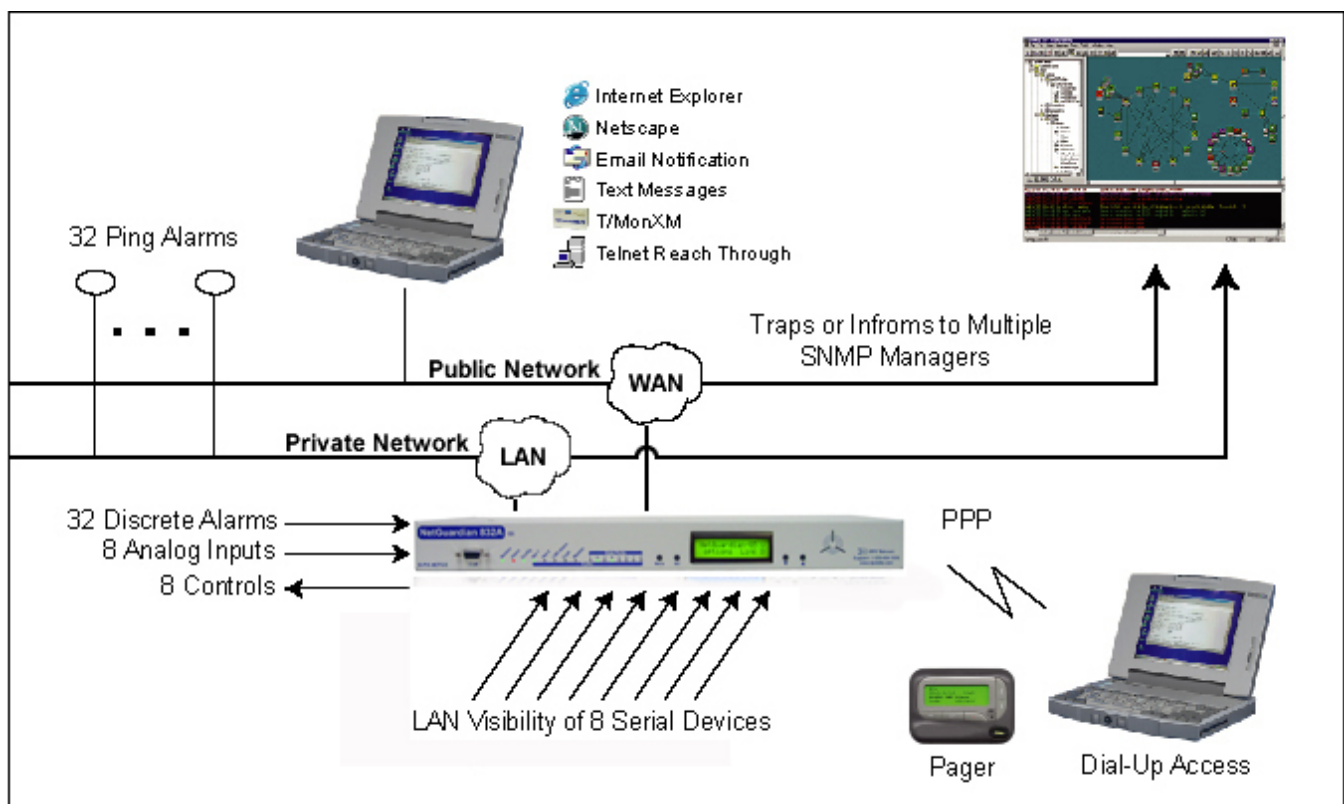 Internet Explorer
Netscape
Email Notification
Text Messages
T/MonXM
Telnet Reach Through
32 Ping Alarms
Traps or Infroms to Multiple
SNMP Managers
Public Network
WAN
Private Network
LAN
32 Discrete Alarms
8 Analog Inputs
8 Controls
NetGuardian 832A
PPP
LAN Visibility of 8 Serial Devices
Pager
Dial-Up Access